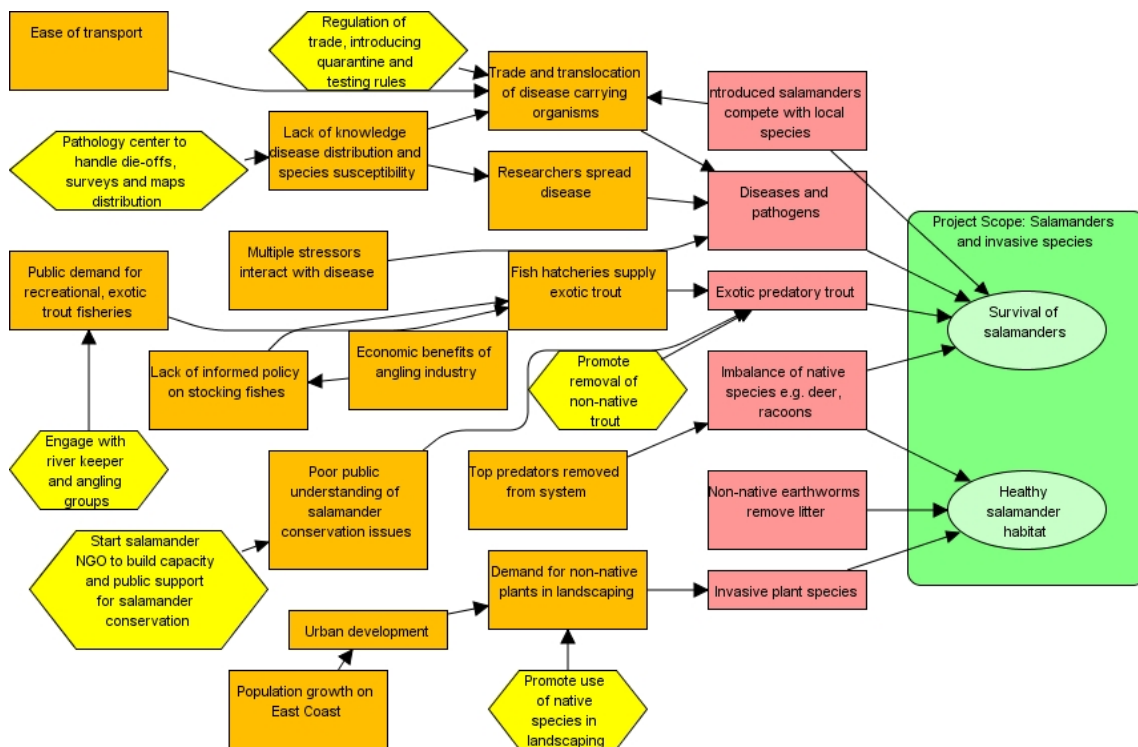 Ease of transport
Regulation of
trade, introducing
quarantine and
testing rules
Trade and translocation
of disease carrying
organisms
ntroduced salamanders
compete with local
species
Pathology center to
handle die-offs,
surveys and maps
distribution
Lack of knowledge
disease distribution and
species susceptibility
Researchers spread
disease
Diseases and
pathogens
Project Scope: Salamanders
and invasive species
Multiple stressors
interact with disease
Public demand for
recreational, exotic
trout fisheries
Fish hatcheries supply
exotic trout
Exotic predatory trout
Survival of
salamanders
Lack of informed policy
on stocking fishes
Economic benefits of
angling industry
Promote
removal of
non-native
trout
Imbalance of native
species e.g. deer,
racoons
Engage with
river keeper
and angling
groups
Poor public
understanding of
salamander
conservation issues
Top predators removed
from system
Non-native earthworms
remove litter
Healthy
salamander
habitat
Start salamander
NGO to build capacity
and public support
for salamander
conservation
Demand for non-native
plants in landscaping
Invasive plant species
Urban development
Population growth on
East Coast
Promote use
of native
species in
landscaping